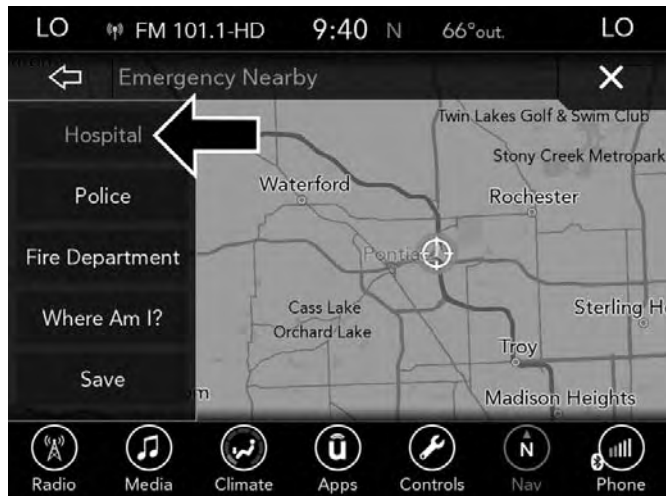 LO FM 101.1-HD 9:40 N 66°out. LO
Emergency Nearby
Hospital
Police
Fire Department
Where Am I?
Save
Twin Lakes Golf & Swim Club
Stony Creek Metropark
Waterford
Rochester
Cass Lake
Orchard Lake
Sterling H
Troy
Madison Heights
Radio Media Climate Apps Controls Nav Phone
N